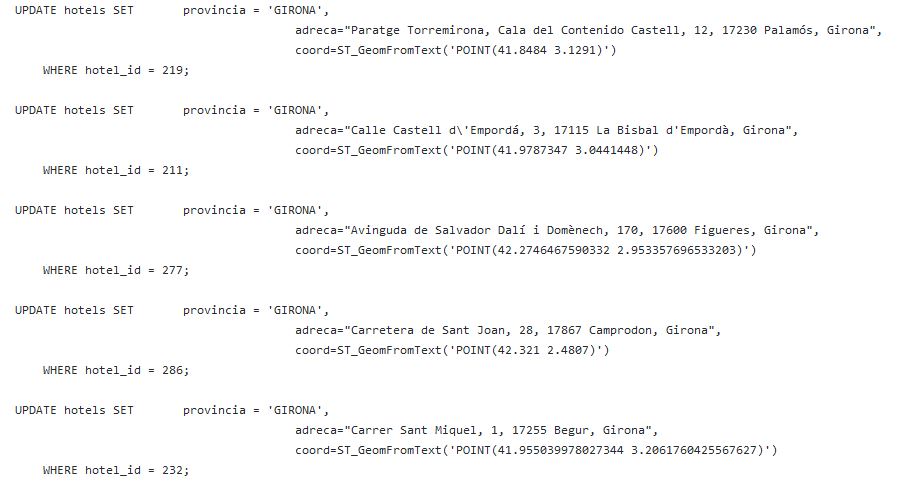 UPDATE hotels SET provincia = 'GIRONA',
adreca="Paratge Torremirona, Cala del Contenido Castell, 12, 17230 Palamós, Girona",
coord=ST_GeomFromText('POINT(41.8484 3.1291)')
WHERE hotel_id = 219;
UPDATE hotels SET provincia = 'GIRONA',
adreca="Calle Castell d\'Empordá, 3, 17115 La Bisbal d'Empordà, Girona",
coord=ST_GeomFromText('POINT(41.9787347 3.0441448)')
WHERE hotel_id = 211;
UPDATE hotels SET provincia = 'GIRONA',
adreca="Avinguda de Salvador Dalí i Domènech, 170, 17600 Figueres, Girona",
coord=ST_GeomFromText('POINT(42.2746467590332 2.953357696533203)')
WHERE hotel_id = 277;
UPDATE hotels SET provincia = 'GIRONA',
adreca="Carretera de Sant Joan, 28, 17867 Camprodon, Girona",
coord=ST_GeomFromText('POINT(42.321 2.4807)')
WHERE hotel_id = 286;
UPDATE hotels SET provincia = 'GIRONA',
adreca="Carrer Sant Miquel, 1, 17255 Begur, Girona",
coord=ST_GeomFromText('POINT(41.955039978027344 3.2061760425567627)')
WHERE hotel_id = 232;